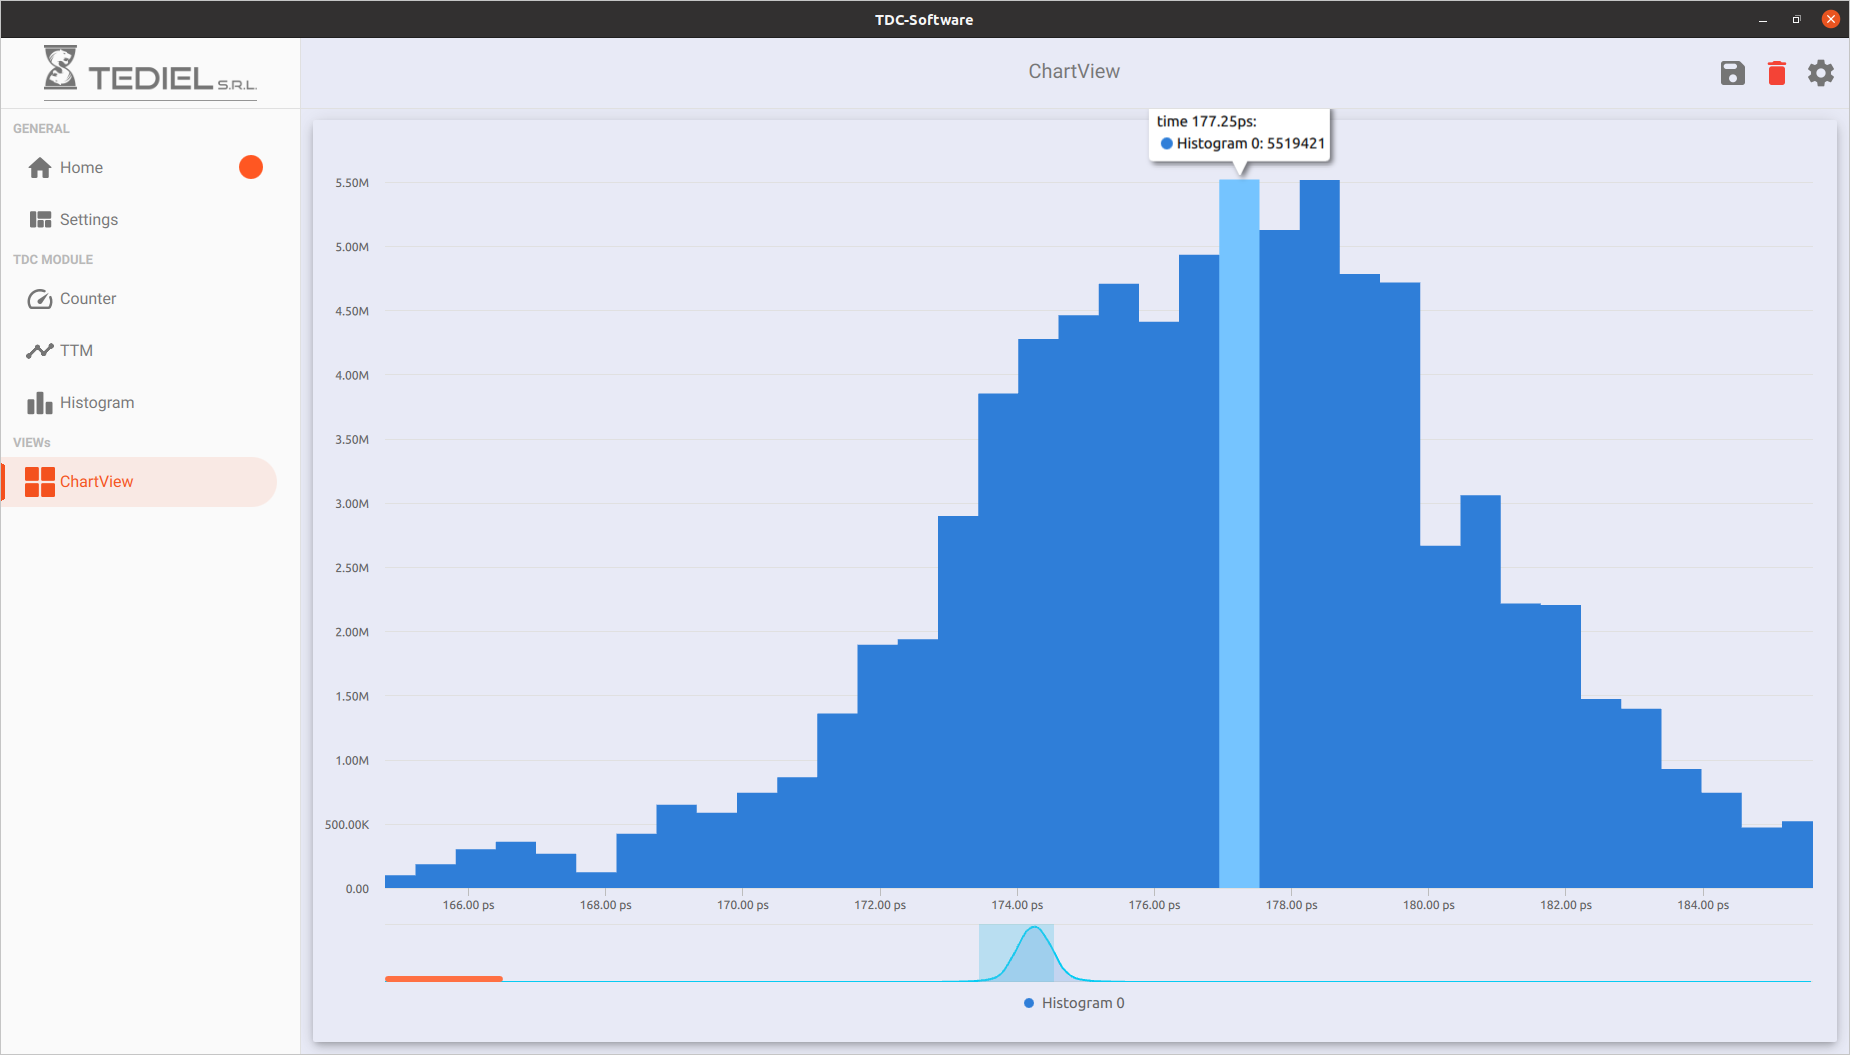 TDC-Software
TEDIEL S.R.L.
ChartView
GENERAL
Home
Settings
TDC MODULE
Counter
TTM
Histogram
VIEWs
ChartView
time 177.25ps:
Histogram 0: 5519421
5.50M
5.00M
4.50M
4.00M
3.50M
3.00M
2.50M
2.00M
1.50M
1.00M
500.00K
0.00
166.00 ps 168.00 ps 170.00 ps 172.00 ps 174.00 ps 176.00 ps 178.00 ps 180.00 ps 182.00 ps 184.00 ps
Histogram 0